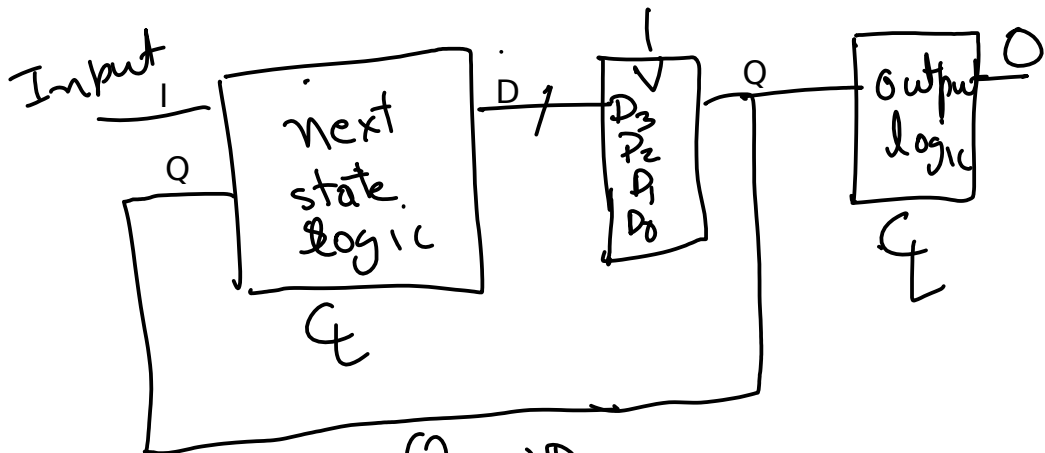 Input
I
Q
next
state
logic
CL
D
D3
D2
D1
D0
Q
output
logic
CL
O